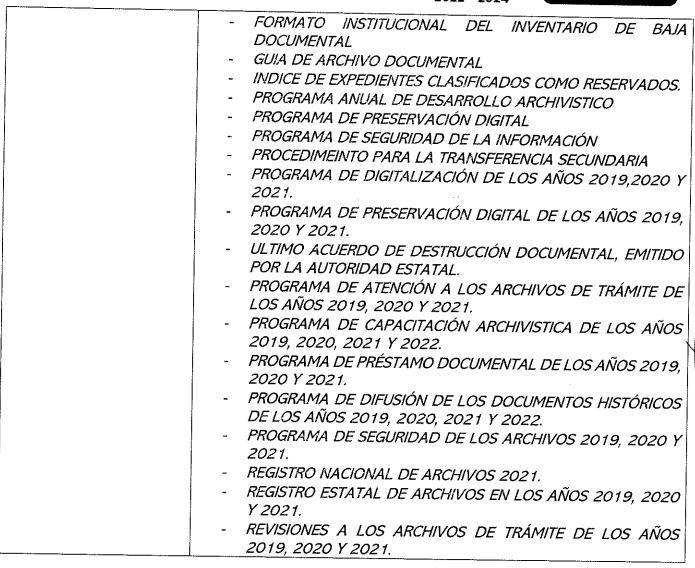 - FORMATO INSTITUCIONAL DEL INVENTARIO DE BAJA
DOCUMENTAL
- GUIA DE ARCHIVO DOCUMENTAL
- INDICE DE EXPEDIENTES CLASIFICADOS COMO RESERVADOS.
- PROGRAMA ANUAL DE DESARROLLO ARCHIVISTICO
- PROGRAMA DE PRESERVACIÓN DIGITAL
- PROGRAMA DE SEGURIDAD DE LA INFORMACIÓN
- PROCEDIMEINTO PARA LA TRANSFERENCIA SECUNDARIA
- PROGRAMA DE DIGITALIZACIÓN DE LOS AÑOS 2019,2020 Y
2021.
- PROGRAMA DE PRESERVACIÓN DIGITAL DE LOS AÑOS 2019,
2020 Y 2021.
- ULTIMO ACUERDO DE DESTRUCCIÓN DOCUMENTAL, EMITIDO
POR LA AUTORIDAD ESTATAL.
- PROGRAMA DE ATENCIÓN A LOS ARCHIVOS DE TRÁMITE DE
LOS AÑOS 2019, 2020 Y 2021.
- PROGRAMA DE CAPACITACIÓN ARCHIVISTICA DE LOS AÑOS
2019, 2020, 2021 Y 2022.
- PROGRAMA DE PRÉSTAMO DOCUMENTAL DE LOS AÑOS 2019,
2020 Y 2021.
- PROGRAMA DE DIFUSIÓN DE LOS DOCUMENTOS HISTÓRICOS
DE LOS AÑOS 2019, 2020, 2021 Y 2022.
- PROGRAMA DE SEGURIDAD DE LOS ARCHIVOS 2019, 2020 Y
2021.
- REGISTRO NACIONAL DE ARCHIVOS 2021.
- REGISTRO ESTATAL DE ARCHIVOS EN LOS AÑOS 2019, 2020
Y 2021.
- REVISIONES A LOS ARCHIVOS DE TRÁMITE DE LOS AÑOS
2019, 2020 Y 2021.